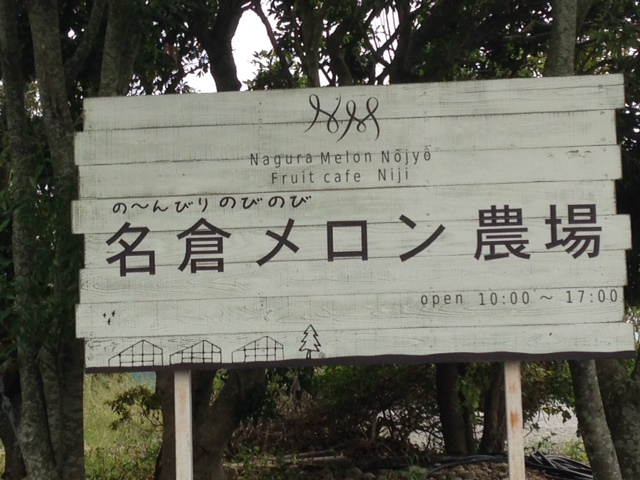 NM
Nagura Melon Nōjyō
Fruit cafe Niji
の〜んびりのびのび
名倉メロン農場
open 10:00〜17:00